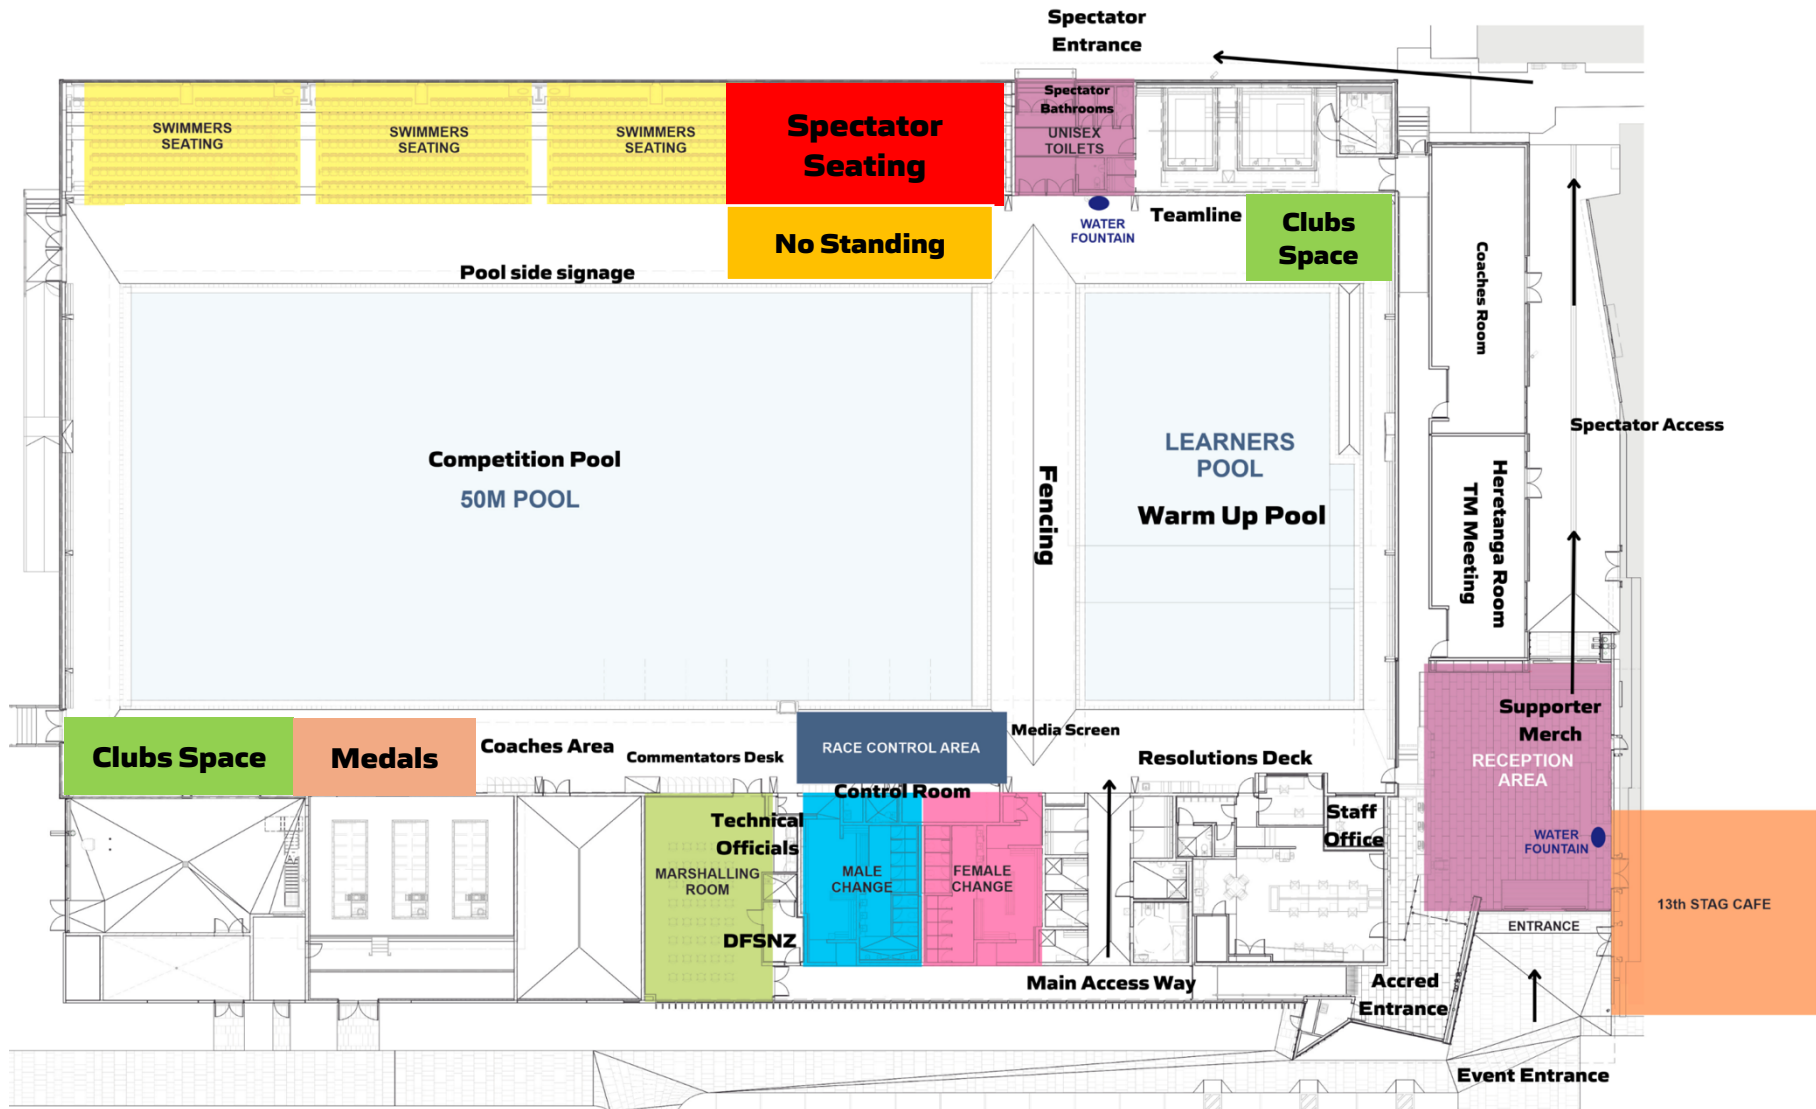 Spectator
Entrance
SWIMMERS
SEATING
SWIMMERS
SEATING
SWIMMERS
SEATING
Spectator
Seating
Spectator
Bathrooms
UNISEX
TOILETS
No Standing
WATER
FOUNTAIN
Teamline
Clubs
Space
Pool side signage
Coaches Room
Competition Pool
50M POOL
Fencing
LEARNERS
POOL
Warm Up Pool
Spectator Access
Heretanga Room
TM Meeting
Clubs Space
Medals
Coaches Area
Commentators Desk
RACE CONTROL AREA
Media Screen
Resolutions Deck
Supporter
Merch
RECEPTION
AREA
Control Room
Technical
Officials
MARSHALLING
ROOM
MALE
CHANGE
FEMALE
CHANGE
Staff
Office
WATER
FOUNTAIN
DFSNZ
13th STAG CAFE
ENTRANCE
Main Access Way
Accred
Entrance
Event Entrance